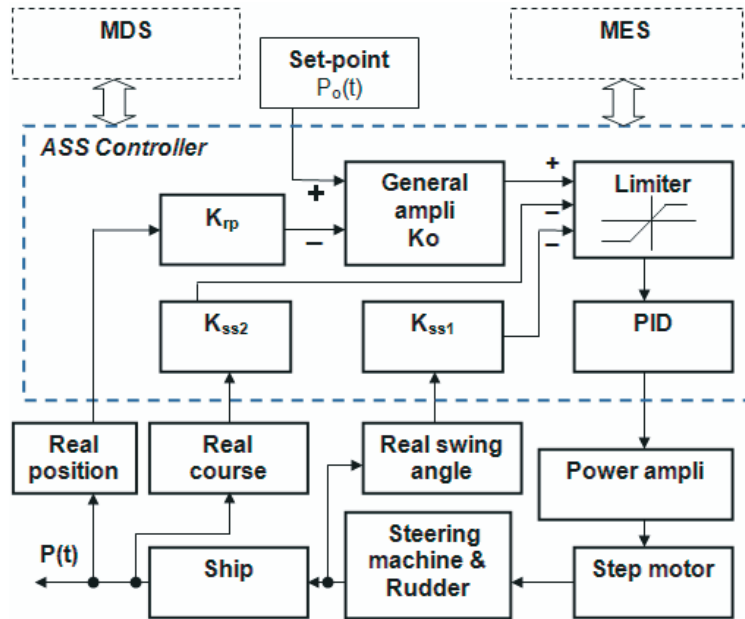 MDS
MES
Set-point
Po(t)
ASS Controller
+
General
ampli
Ko
+
–
–
Limiter
Krp
–
Kss2
Kss1
PID
Real
position
Real
course
Real swing
angle
Power ampli
P(t)
Ship
Steering
machine &
Rudder
Step motor